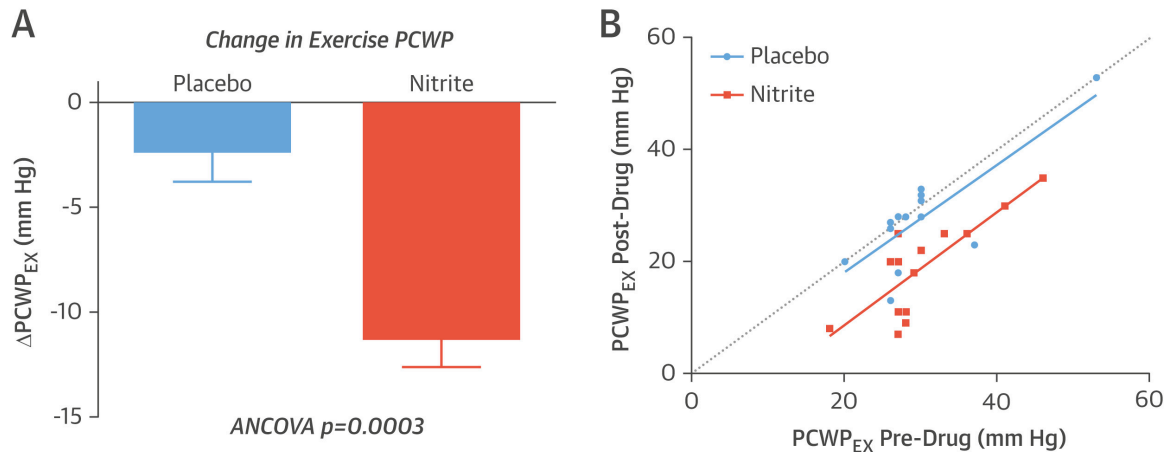 A
Change in Exercise PCWP
Placebo Nitrite
0
-5
-10
-15
ΔPCWPEX (mm Hg)
ANCOVA p=0.0003
B
Placebo
Nitrite
60
40
20
0
PCWPEX Post-Drug (mm Hg)
0 20 40 60
PCWPEX Pre-Drug (mm Hg)